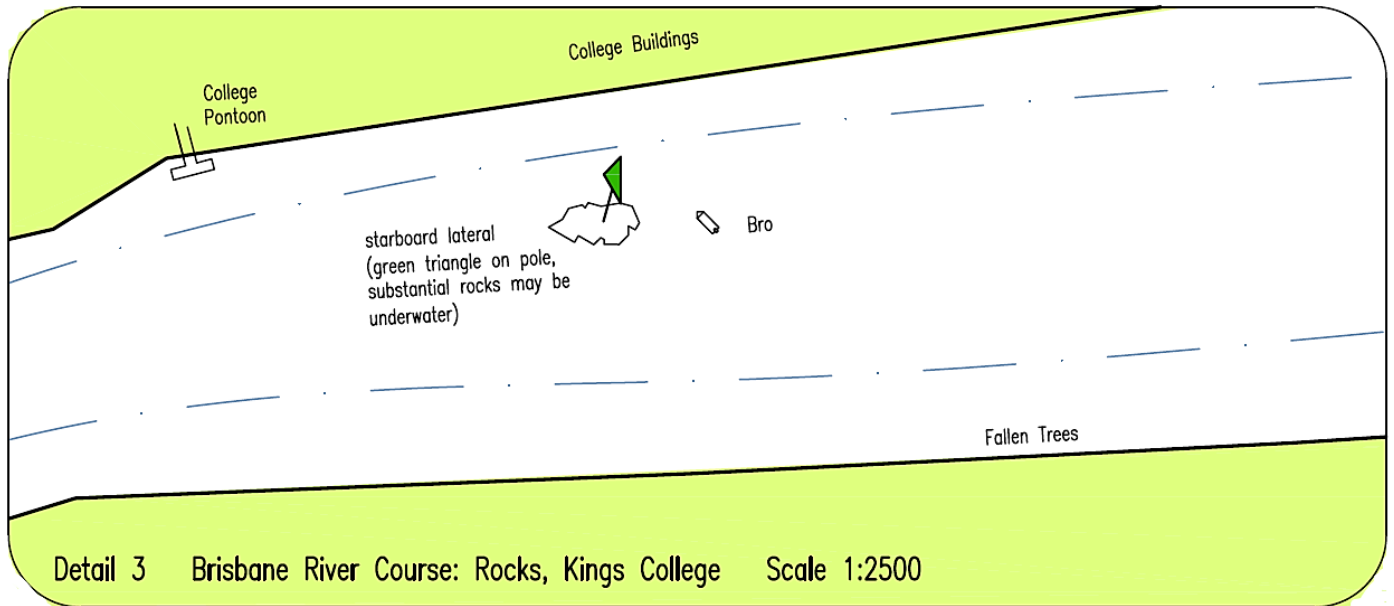 College Buildings
College
Pontoon
starboard lateral
(green triangle on pole,
substantial rocks may be
underwater)
Bro
Fallen Trees
Detail 3 Brisbane River Course: Rocks, Kings College Scale 1:2500